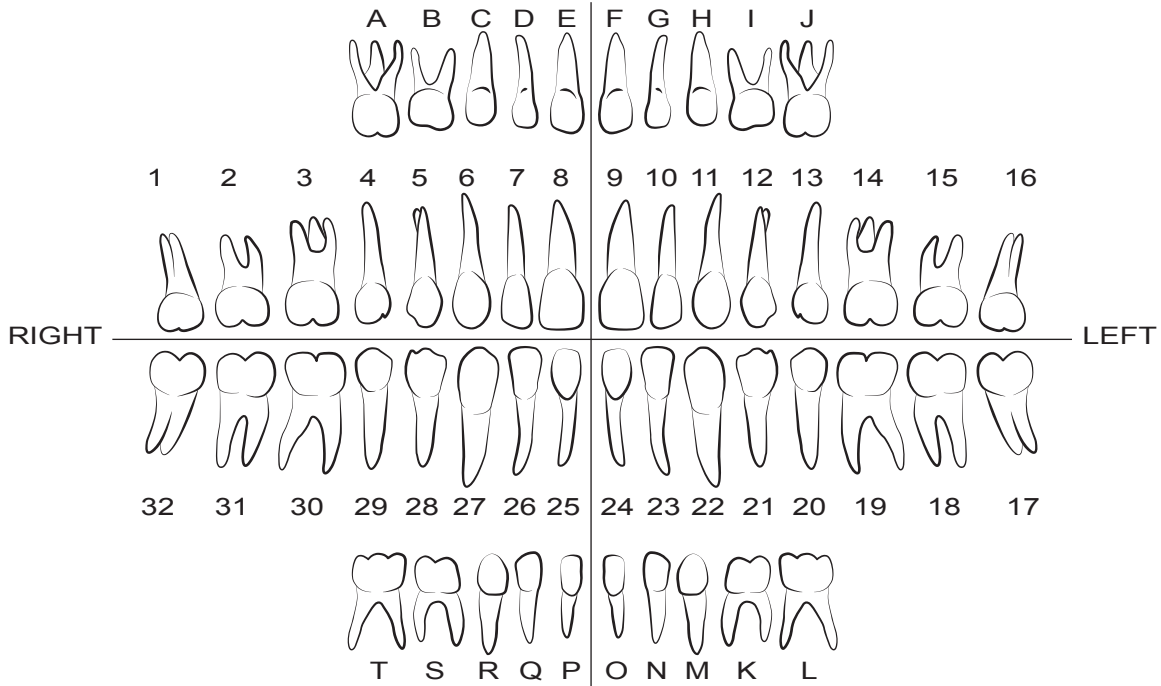 A B C D E F G H I J
1 2 3 4 5 6 7 8 9 10 11 12 13 14 15 16
RIGHT LEFT
32 31 30 29 28 27 26 25 24 23 22 21 20 19 18 17
T S R Q P O N M K L